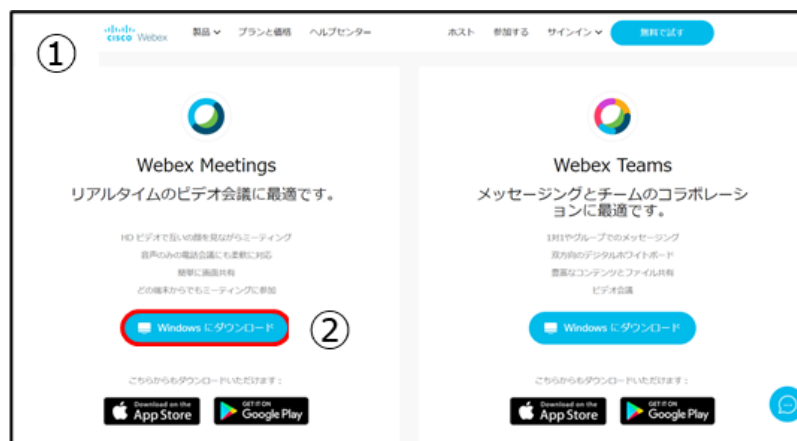 ①
CISCO Webex 製品 プランと価格 ヘルプセンター ホスト 参加する サインイン 無料で試す
Webex Meetings
リアルタイムのビデオ会議に最適です。
HD ビデオで互いの顔を見ながらミーティング
音声のみの電話会議にも柔軟に対応
簡単に画面共有
どの端末からでもミーティングに参加
Windows にダウンロード
②
こちらからもダウンロードいただけます：
Download on the
App Store
GET IT ON
Google Play
Webex Teams
メッセージングとチームのコラボレーシ
ョンに最適です。
1対1やグループでのメッセージング
双方向のデジタルホワイトボード
豊富なコンテンツとファイル共有
ビデオ会議
Windows にダウンロード
こちらからもダウンロードいただけます：
Download on the
App Store
GET IT ON
Google Play